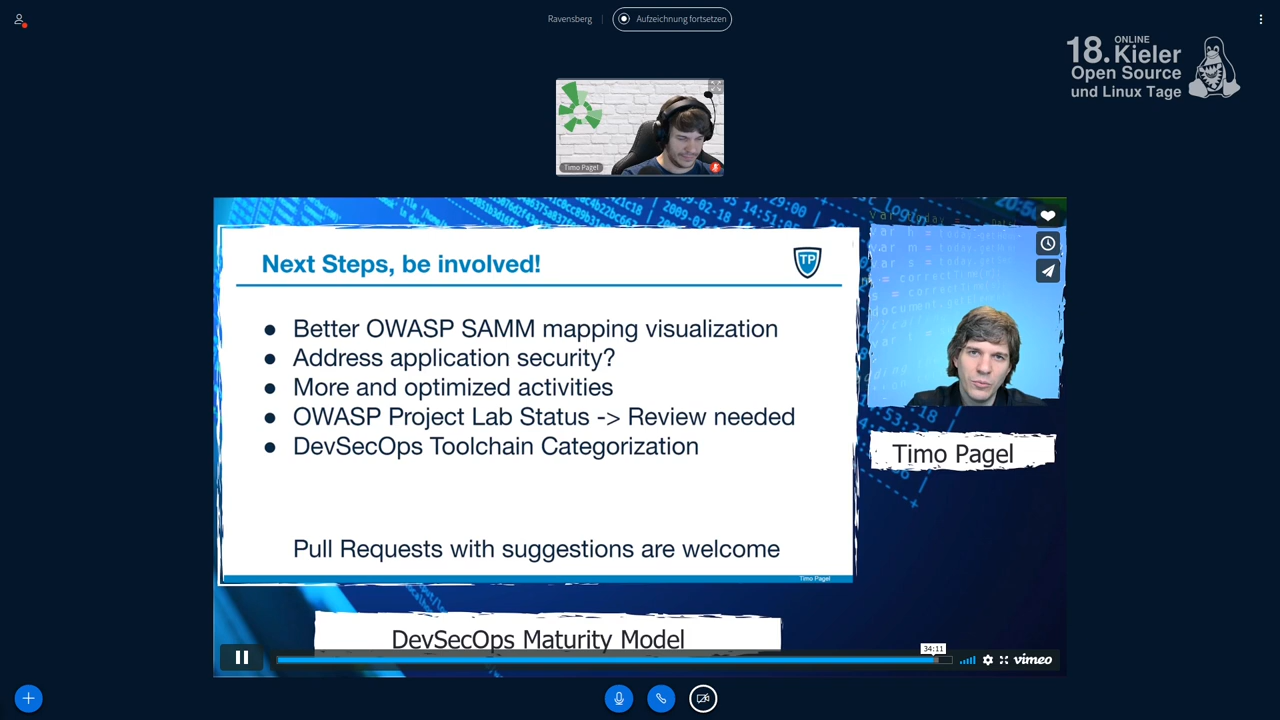 Ravensberg
Aufzeichnung fortsetzen
ONLINE
18. Kieler
Open Source
und Linux Tage
Timo Pagel
Next Steps, be involved!
TP
● Better OWASP SAMM mapping visualization
● Address application security?
● More and optimized activities
● OWASP Project Lab Status -> Review needed
● DevSecOps Toolchain Categorization
Pull Requests with suggestions are welcome
Timo Pagel
Timo Pagel
DevSecOps Maturity Model
34:11
vimeo